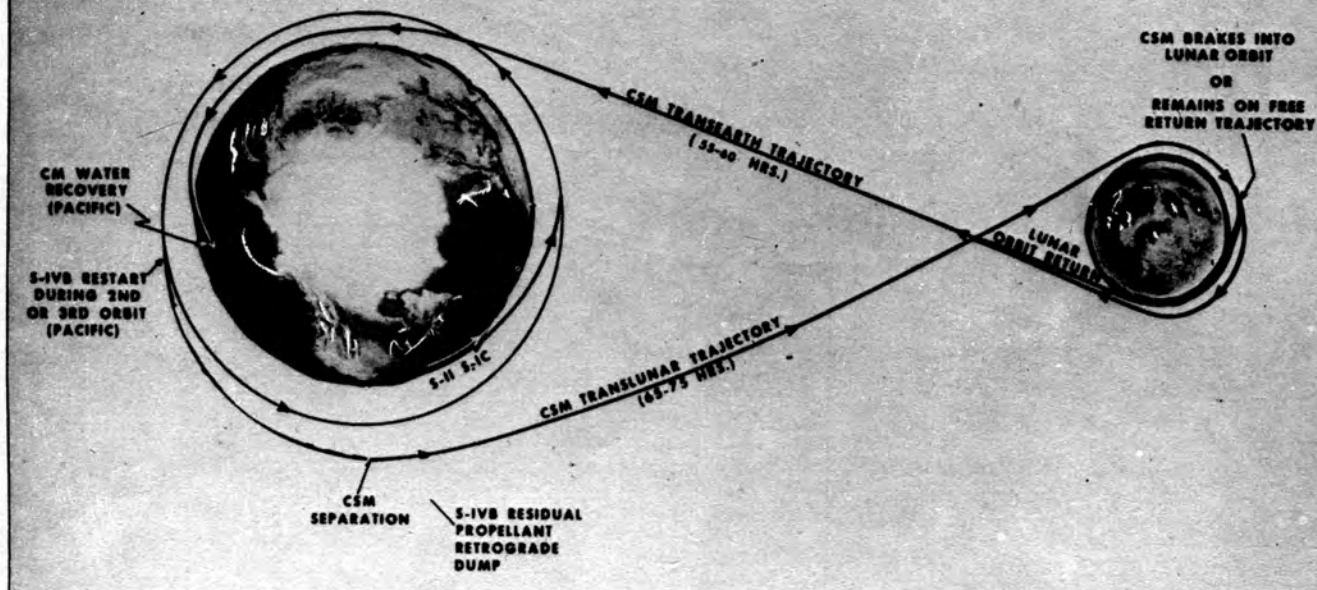 CSM BRAKES INTO
LUNAR ORBIT
OR
REMAINS ON FREE
RETURN TRAJECTORY
CSM TRANSEARTH TRAJECTORY
(55-60 HRS.)
CM WATER
RECOVERY
(PACIFIC)
LUNAR
ORBIT RETURN
S-IVB RESTART
DURING 2ND
OR 3RD ORBIT
(PACIFIC)
S-II S-IC
CSM TRANSLUNAR TRAJECTORY
(65-75 HRS.)
CSM
SEPARATION
S-IVB RESIDUAL
PROPELLANT
RETROGRADE
DUMP